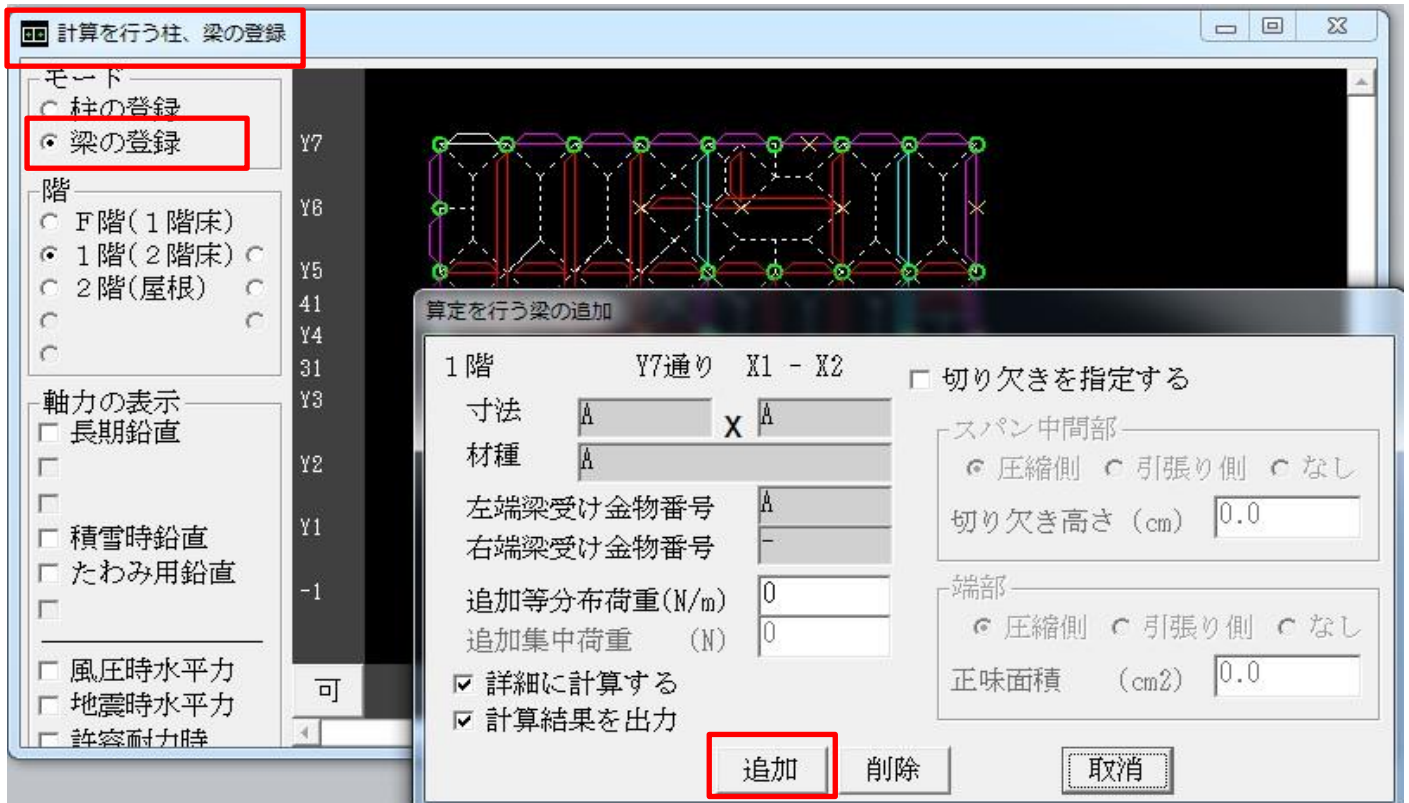 計算を行う柱、梁の登録
モード
柱の登録
梁の登録
階
F階(1階床)
1階(2階床)
2階(屋根)
軸力の表示
長期鉛直
積雪時鉛直
たわみ用鉛直
風圧時水平力
地震時水平力
許容耐力時
Y7
Y6
Y5
41
Y4
31
Y3
Y2
Y1
-1
可
算定を行う梁の追加
1階 Y7通り X1 - X2
寸法 A x A
材種 A
左端梁受け金物番号 A
右端梁受け金物番号 -
追加等分布荷重(N/m) 0
追加集中荷重 (N) 0
詳細に計算する
計算結果を出力
切り欠きを指定する
スパン中間部
圧縮側 引張り側 なし
切り欠き高さ (cm) 0.0
端部
圧縮側 引張り側 なし
正味面積 (cm2) 0.0
追加 削除 取消